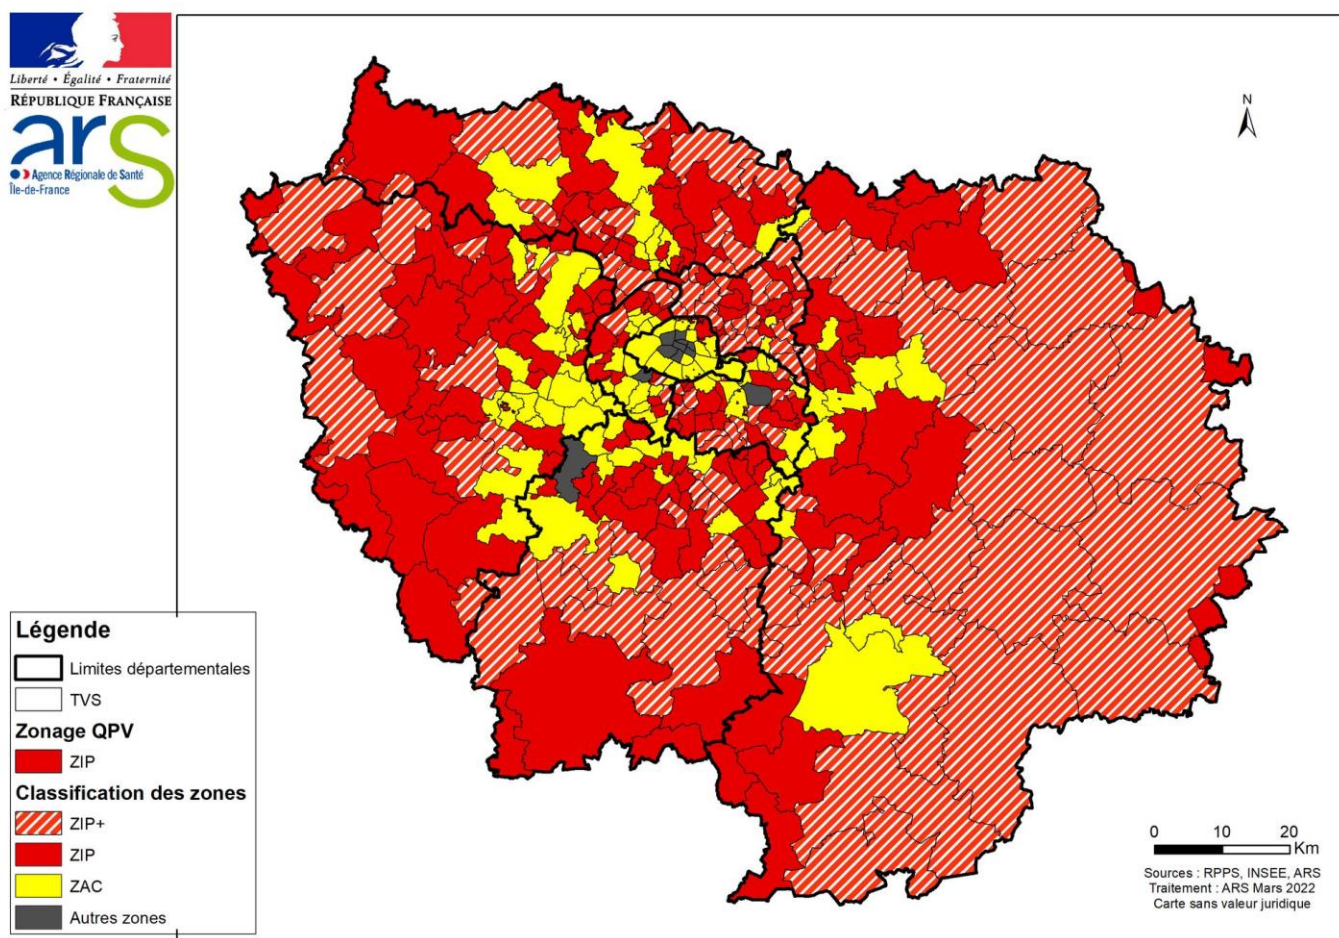 Liberté • Égalité • Fraternité
RÉPUBLIQUE FRANÇAISE
ars
Agence Régionale de Santé
Île-de-France
N
Légende
Limites départementales
TVS
Zonage QPV
ZIP
Classification des zones
ZIP+
ZIP
ZAC
Autres zones
0 10 20
Km
Sources : RPPS, INSEE, ARS
Traitement : ARS Mars 2022
Carte sans valeur juridique